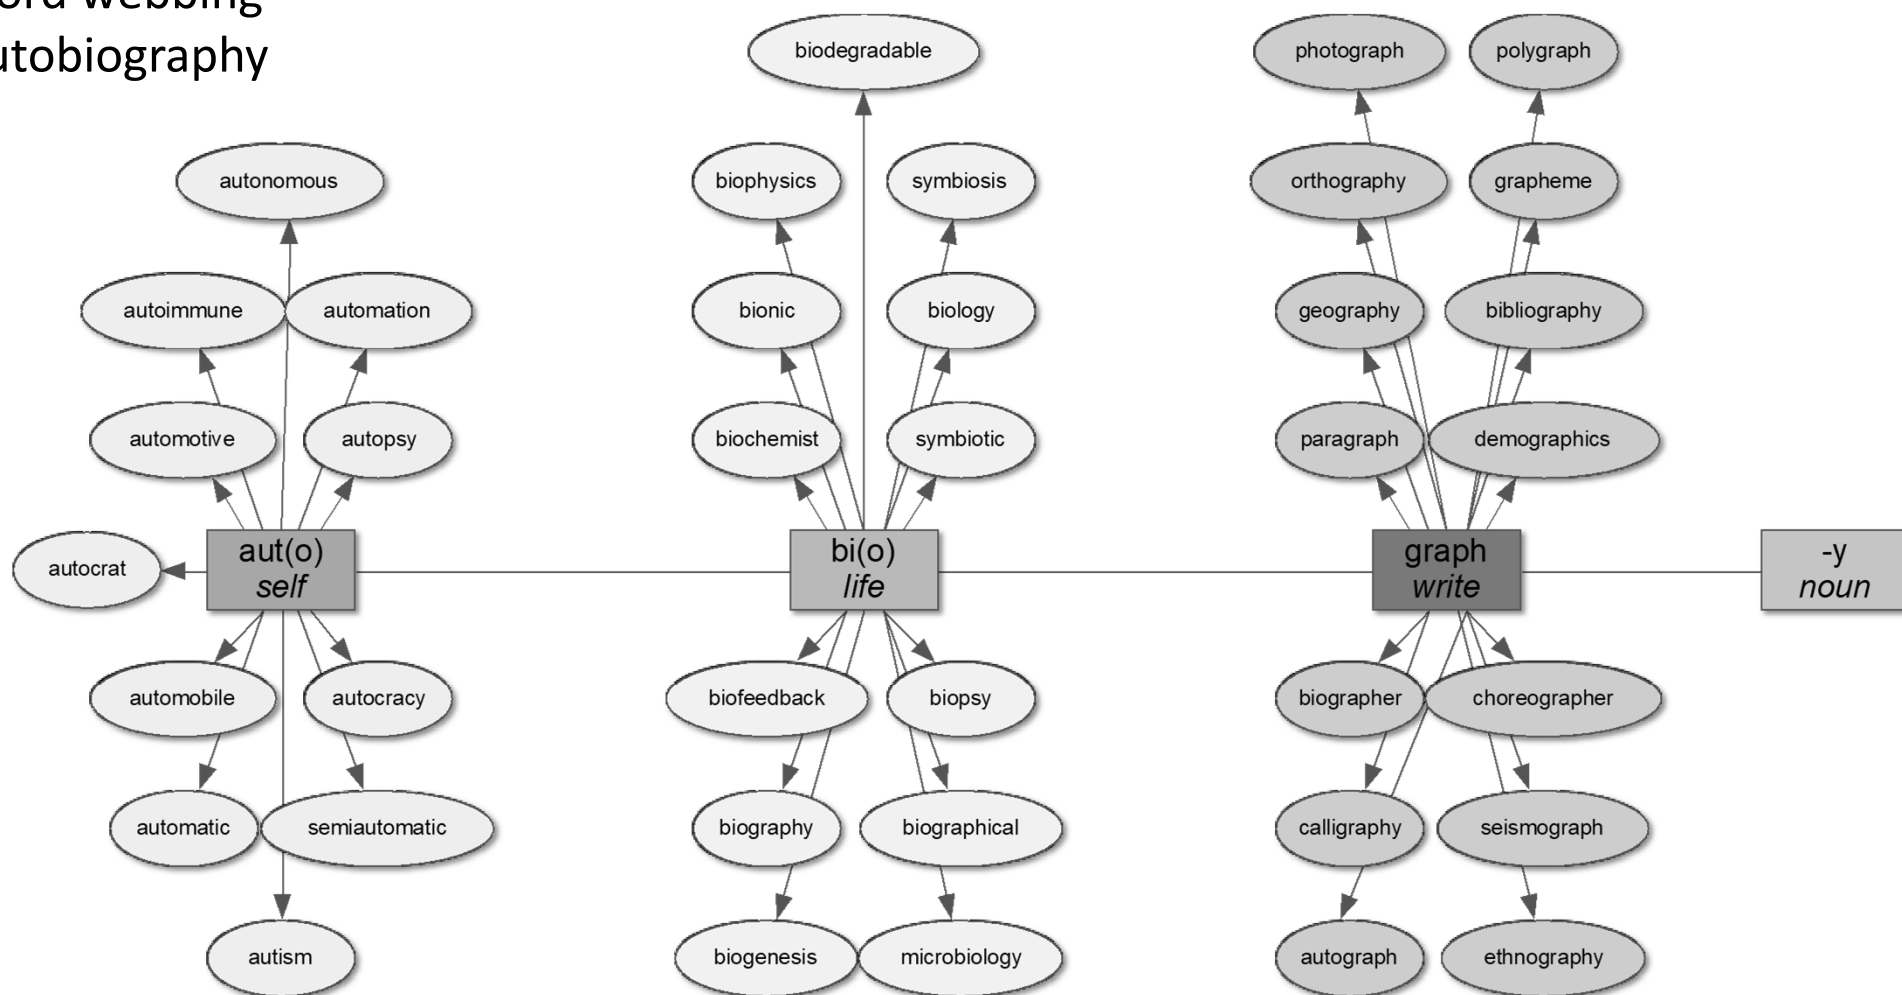 ord webbing
utobiography
biodegradable
photograph
polygraph
autonomous
biophysics
symbiosis
orthography
grapheme
autoimmune
automation
bionic
biology
geography
bibliography
automotive
autopsy
biochemist
symbiotic
paragraph
demographics
autocrat
aut(o)
self
bi(o)
life
graph
write
-y
noun
automobile
autocracy
biofeedback
biopsy
biographer
choreographer
automatic
semiautomatic
biography
biographical
calligraphy
seismograph
autism
biogenesis
microbiology
autograph
ethnography